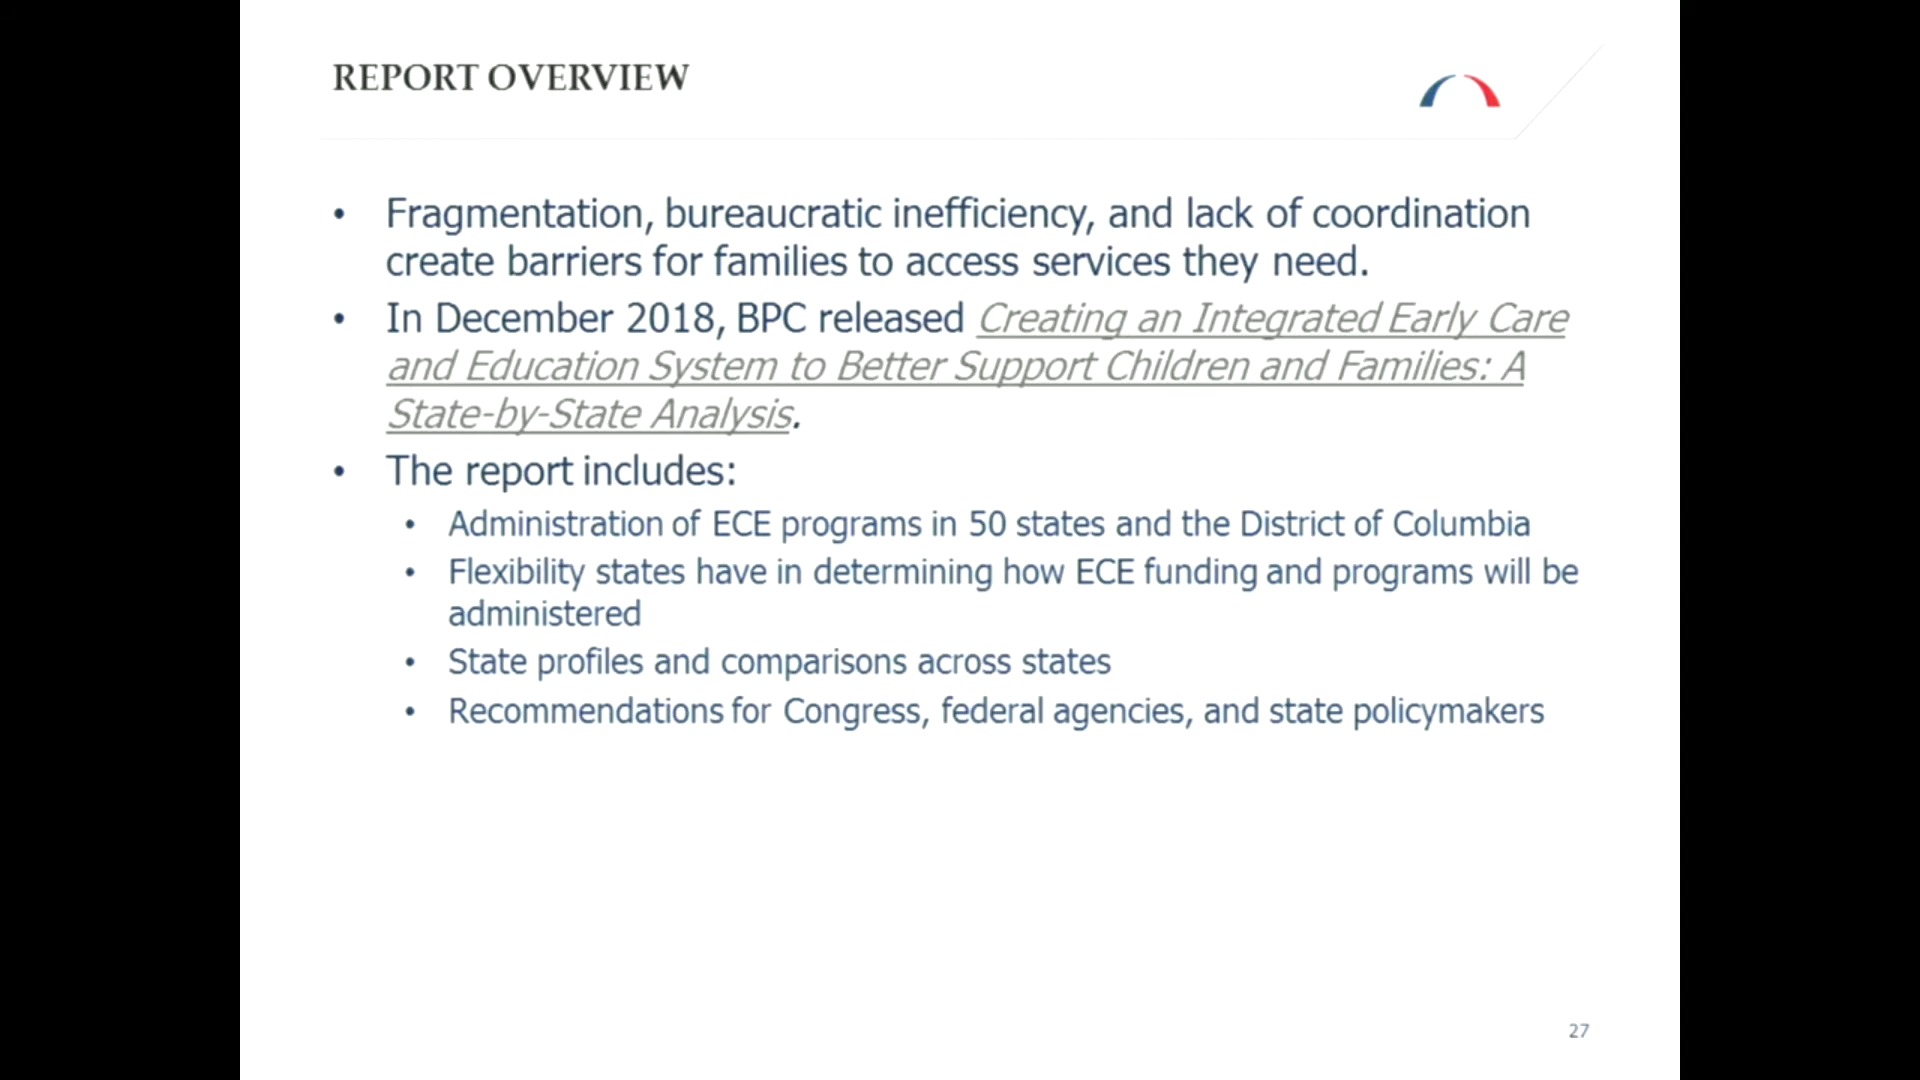 REPORT OVERVIEW
• Fragmentation, bureaucratic inefficiency, and lack of coordination
create barriers for families to access services they need.
• In December 2018, BPC released Creating an Integrated Early Care
and Education System to Better Support Children and Families: A
State-by-State Analysis.
• The report includes:
• Administration of ECE programs in 50 states and the District of Columbia
• Flexibility states have in determining how ECE funding and programs will be
administered
• State profiles and comparisons across states
• Recommendations for Congress, federal agencies, and state policymakers
27